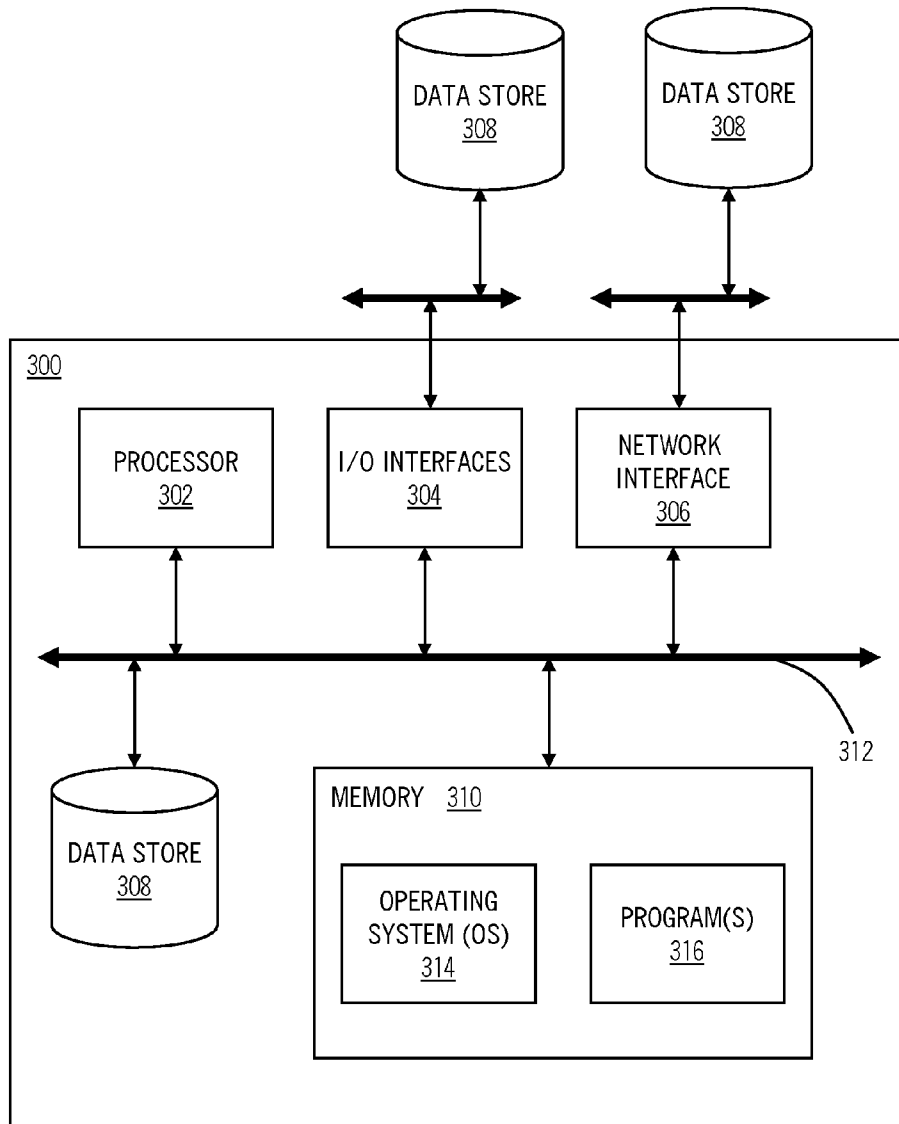 DATA STORE
308
DATA STORE
308
300
PROCESSOR
302
I/O INTERFACES
304
NETWORK
INTERFACE
306
312
DATA STORE
308
MEMORY 310
OPERATING
SYSTEM (OS)
314
PROGRAM(S)
316